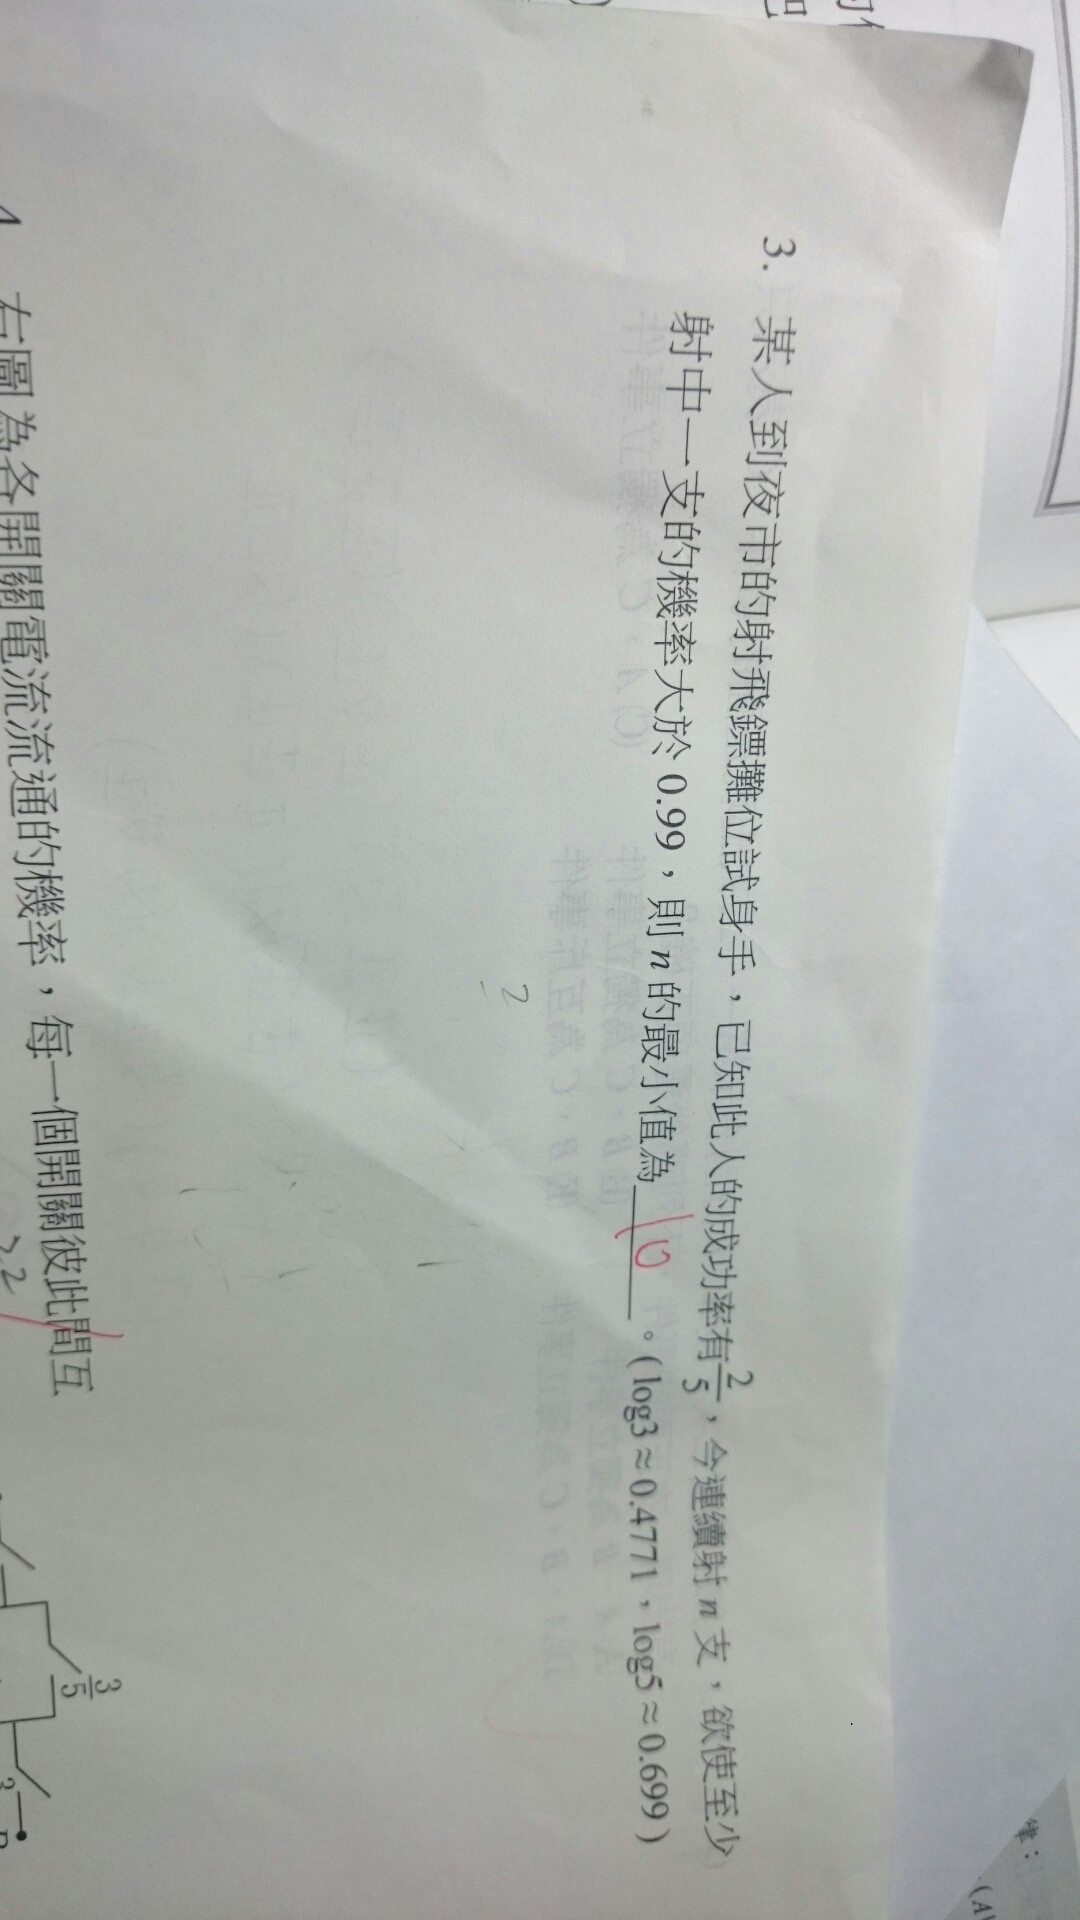 3. 某人到夜市的射飛鏢攤位試身手，已知此人的成功率有2/5，今連續射 n 支，欲使至少
射中一支的機率大於 0.99，則 n 的最小值為 10 。(log3≈0.4771，log5≈0.699)
2
右圖為各開關電流流通的機率，每一個開關彼此間互
3/5
律：